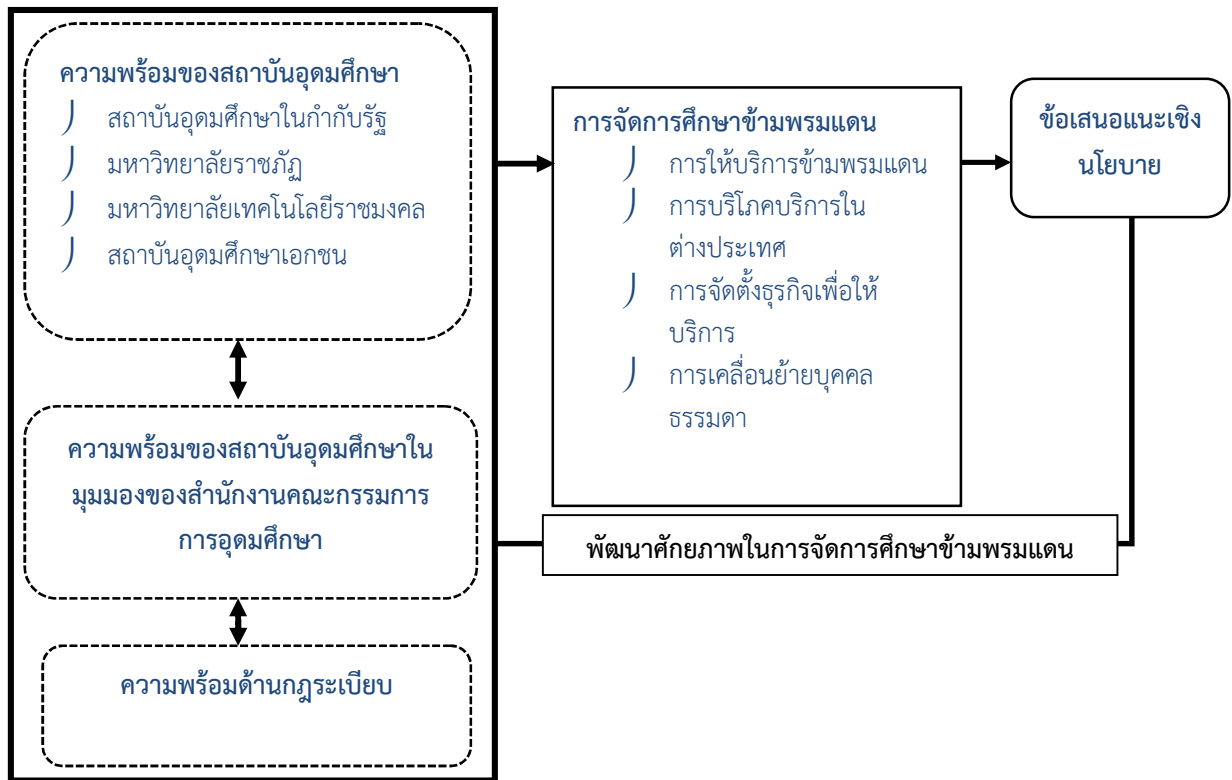 ความพร้อมของสถาบันอุดมศึกษา
สถาบันอุดมศึกษาในกำกับรัฐ
มหาวิทยาลัยราชภัฏ
มหาวิทยาลัยเทคโนโลยีราชมงคล
สถาบันอุดมศึกษาเอกชน
ความพร้อมของสถาบันอุดมศึกษาใน
มุมมองของสำนักงานคณะกรรมการ
การอุดมศึกษา
ความพร้อมด้านกฎระเบียบ
การจัดการศึกษาข้ามพรมแดน
การให้บริการข้ามพรมแดน
การบริโภคบริการใน
ต่างประเทศ
การจัดตั้งธุรกิจเพื่อให้
บริการ
การเคลื่อนย้ายบุคคล
ธรรมดา
ข้อเสนอแนะเชิง
นโยบาย
พัฒนาศักยภาพในการจัดการศึกษาข้ามพรมแดน